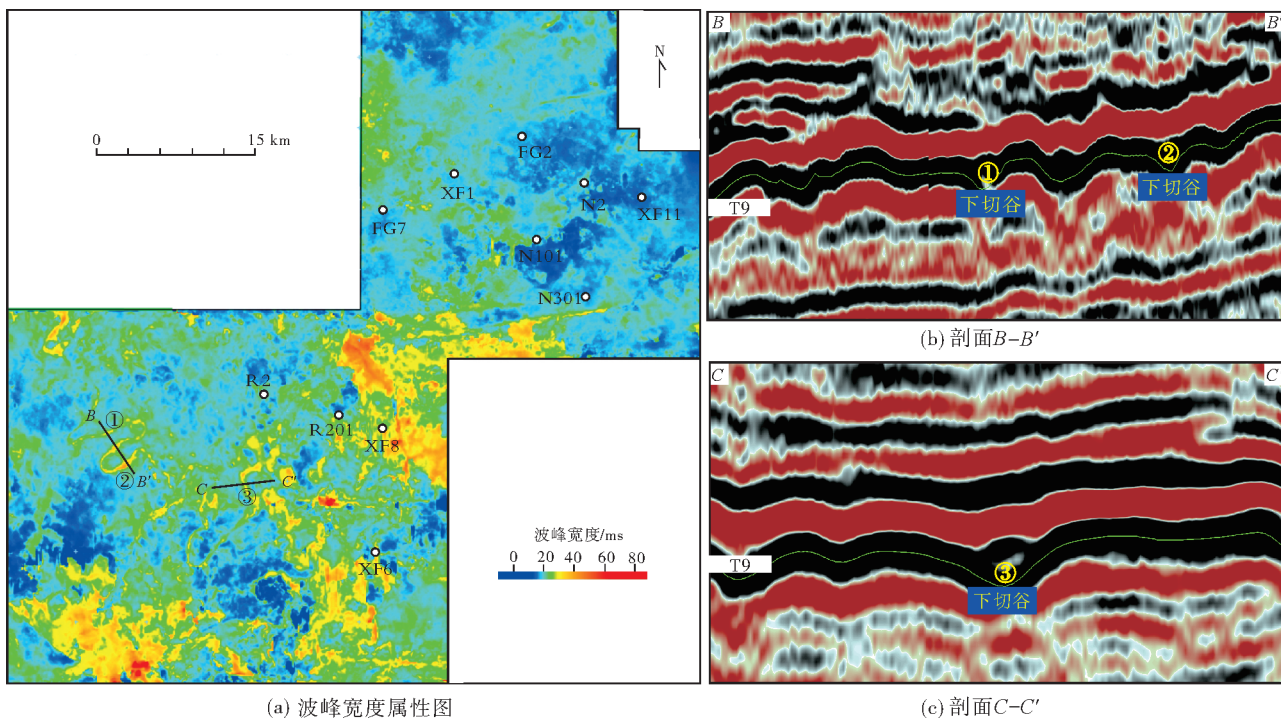 N
0 15 km
FG2
XF1
N2
XF11
FG7
N101
N301
R2
R201
XF8
B
①
②
B′
C
C′
③
XF6
波峰宽度/ms
0 20 40 60 80
(a) 波峰宽度属性图
B B′
①
下切谷
②
下切谷
T9
(b) 剖面B-B′
C C′
T9
③
下切谷
(c) 剖面C-C′